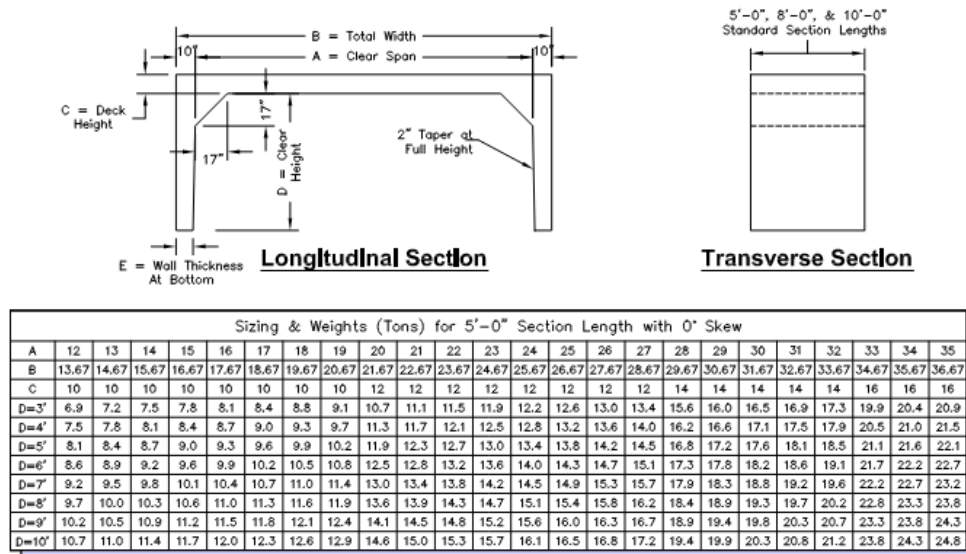 5'-0", 8'-0", & 10'-0"
Standard Section Lengths
B = Total Width
10"
A = Clear Span
10"
C = Deck
Height
17"
17"
D = Clear
Height
2" Taper at
Full Height
E = Wall Thickness
At Bottom
Longitudinal Section
Transverse Section
Sizing & Weights (Tons) for 5'-0" Section Length with 0° Skew
A 12 13 14 15 16 17 18 19 20 21 22 23 24 25 26 27 28 29 30 31 32 33 34 35
B 13.67 14.67 15.67 16.67 17.67 18.67 19.67 20.67 21.67 22.67 23.67 24.67 25.67 26.67 27.67 28.67 29.67 30.67 31.67 32.67 33.67 34.67 35.67 36.67
C 10 10 10 10 10 10 10 10 12 12 12 12 12 12 12 12 14 14 14 14 14 16 16 16
D=3' 6.9 7.2 7.5 7.8 8.1 8.4 8.8 9.1 10.7 11.1 11.5 11.9 12.2 12.6 13.0 13.4 15.6 16.0 16.5 16.9 17.3 19.9 20.4 20.9
D=4' 7.5 7.8 8.1 8.4 8.7 9.0 9.3 9.7 11.3 11.7 12.1 12.5 12.8 13.2 13.6 14.0 16.2 16.6 17.1 17.5 17.9 20.5 21.0 21.5
D=5' 8.1 8.4 8.7 9.0 9.3 9.6 9.9 10.2 11.9 12.3 12.7 13.0 13.4 13.8 14.2 14.5 16.8 17.2 17.6 18.1 18.5 21.1 21.6 22.1
D=6' 8.6 8.9 9.2 9.6 9.9 10.2 10.5 10.8 12.5 12.8 13.2 13.6 14.0 14.3 14.7 15.1 17.3 17.8 18.2 18.6 19.1 21.7 22.2 22.7
D=7' 9.2 9.5 9.8 10.1 10.4 10.7 11.0 11.4 13.0 13.4 13.8 14.2 14.5 14.9 15.3 15.7 17.9 18.3 18.8 19.2 19.6 22.2 22.7 23.2
D=8' 9.7 10.0 10.3 10.6 11.0 11.3 11.6 11.9 13.6 13.9 14.3 14.7 15.1 15.4 15.8 16.2 18.4 18.9 19.3 19.7 20.2 22.8 23.3 23.8
D=9' 10.2 10.5 10.9 11.2 11.5 11.8 12.1 12.4 14.1 14.5 14.8 15.2 15.6 16.0 16.3 16.7 18.9 19.4 19.8 20.3 20.7 23.3 23.8 24.3
D=10' 10.7 11.0 11.4 11.7 12.0 12.3 12.6 12.9 14.6 15.0 15.3 15.7 16.1 16.5 16.8 17.2 19.4 19.9 20.3 20.8 21.2 23.8 24.3 24.8